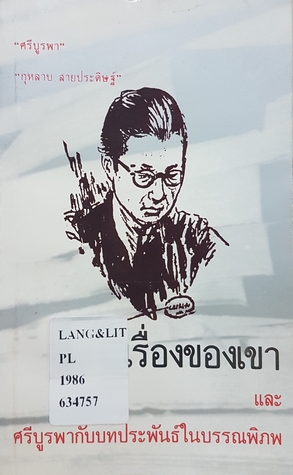 "ศรีบูรพา"
"กุหลาบ สายประดิษฐ์"
LANG&LIT
PL
1986
634757
เรื่องของเขา
และ
ศรีบูรพากับบทประพันธ์ในบรรณพิภพ